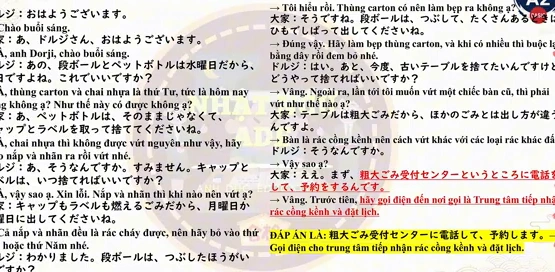 ドルジ：おはようございます。
Chào buổi sáng.
大家：あ、ドルジさん、おはようございます。
À, anh Dorji, chào buổi sáng.
ルジ：あの、段ボールとペットボトルは水曜日だから、
日ですよね。これでいいですか？
À, thùng carton và chai nhựa là thứ Tư, tức là hôm nay
ng không ạ? Như thế này có được không ạ?
家：あ、ペットボトルは、そのままじゃなくて、
ャップとラベルを取って捨ててくださいね。
À, chai nhựa thì không được vứt nguyên như vậy, hãy
o nắp và nhãn ra rồi vứt nhé.
ルジ：あ、そうなんですか。すみません。キャップと
ベルは、いつ捨てればいいですか？
À, vậy sao ạ. Xin lỗi. Nắp và nhãn thì khi nào nên vứt ạ?
家：キャップもラベルも燃えるごみだから、月曜日か
曜日に出してくださいね。
Cả nắp và nhãn đều là rác cháy được, nên hãy bỏ vào thứ
hoặc thứ Năm nhé.
ルジ：わかりました。段ボールは、つぶしたほうがい
ですか？
→ Tôi hiểu rồi. Thùng carton có nên làm bẹp ra không ạ?
大家：そうですね。段ボールは、つぶして、たくさんある
ひもでしばって出してくださいね。
→ Đúng vậy. Hãy làm bẹp thùng carton, và khi có nhiều thì buộc lại
bằng dây rồi đem bỏ nhé.
ドルジ：はい。あと、今度、古いテーブルを捨てたいんですけど
どうやって捨てればいいですか？
→ Vâng. Ngoài ra, lần tới tôi muốn vứt một chiếc bàn cũ, thì phải
vứt như thế nào ạ?
大家：テーブルは粗大ごみだから、ほかのごみとは出し方が違
んですよ。
→ Bàn là rác cồng kềnh nên cách vứt khác với các loại rác khác đấ
ドルジ：そうなんですか。
→ Vậy sao ạ?
大家：ええ。まず、粗大ごみ受付センターというところに電話を
して、予約をするんです。
→ Vâng. Trước tiên, hãy gọi điện đến nơi gọi là Trung tâm tiếp nhận
rác cồng kềnh và đặt lịch.
ĐÁP ÁN LÀ: 粗大ごみ受付センターに電話して、予約します。→
Gọi điện cho trung tâm tiếp nhận rác cồng kềnh và đặt lịch.